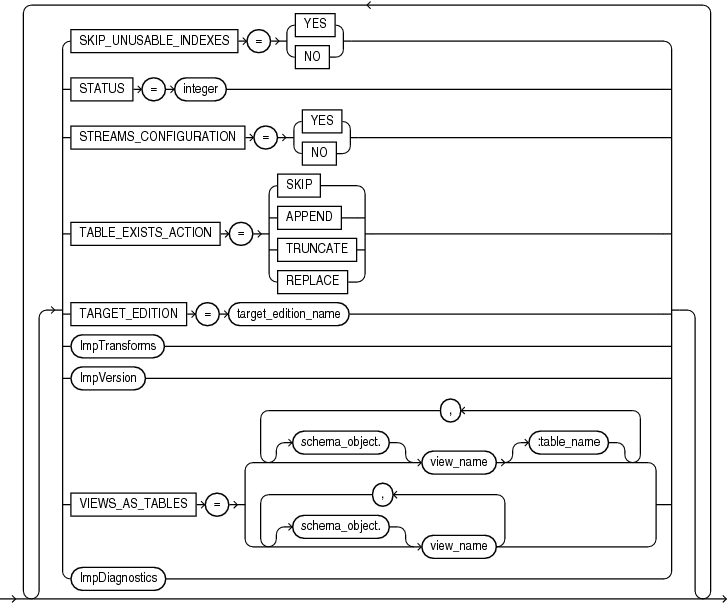 YES
SKIP_UNUSABLE_INDEXES =
NO
STATUS = integer
YES
STREAMS_CONFIGURATION =
NO
SKIP
APPEND
TABLE_EXISTS_ACTION =
TRUNCATE
REPLACE
TARGET_EDITION = target_edition_name
ImpTransforms
ImpVersion
,
schema_object. :table_name
view_name
,
VIEWS_AS_TABLES =
schema_object.
view_name
ImpDiagnostics